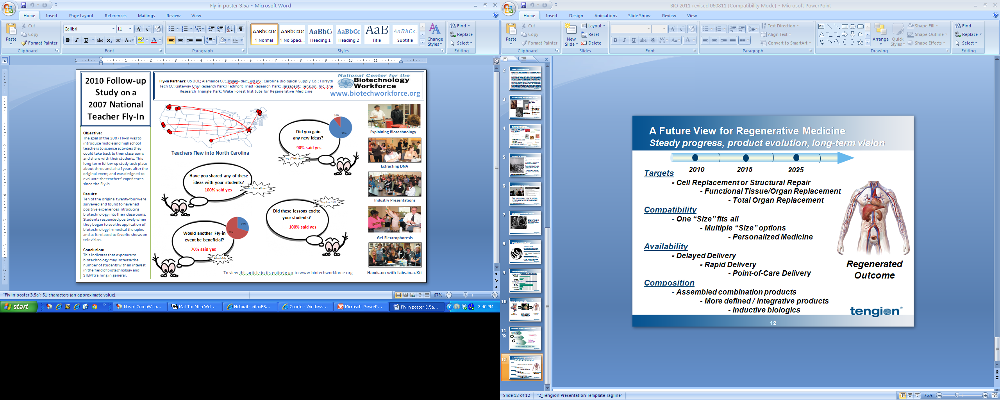 Fly in poster 3.5a - Microsoft Word
Home Insert Page Layout References Mailings Review View
Paste
Cut
Copy
Format Painter
Clipboard
Calibri 11
Font
Paragraph
AaBbCcDc AaBbCcDc AaBbC AaBbCc AaB AaBbCc.
¶ Normal ¶ No Spaci... Heading 1 Heading 2 Title Subtitle
Change Styles
Styles
Find
Replace
Select
Editing
2010 Follow-up
Study on a
2007 National
Teacher Fly-In
Fly-In Partners: US DOL; Alamance CC; Biogen-Idec; BioLink; Carolina Biological Supply Co.; Forsyth
Tech CC; Gateway Univ Research Park; Piedmont Triad Research Park; Targacept; Tengion, Inc.;The
Research Triangle Park; Wake Forest Institute for Regenerative Medicine
National Center for the
Biotechnology
Workforce
www.biotechworkforce.org
Objective:
The goal of the 2007 Fly-In was to
introduce middle and high school
teachers to science activities they
could take back to their classrooms
and share with their students. This
long-term follow-up study took place
about three and a half years after the
original event, and was designed to
evaluate the teachers' experiences
since the Fly-in.
Results:
Ten of the original twenty-four were
surveyed and found to have had
positive experiences introducing
biotechnology into their classrooms.
Students responded positively when
they began to see the application of
biotechnology in medical therapies
and as it related to favorite shows on
television.
Conclusion:
This indicates that exposure to
biotechnology may increase the
number of students with an interest
in the field of biotechnology and
STEM training in general.
Teachers Flew into North Carolina
Did you gain
any new ideas?
90% said yes
10%
90%
My 1st lab tour!!
Have you shared any of these
ideas with your students?
100% said yes
When time allows
Did these lessons excite
your students?
100% said yes
They loved it!!
Would another Fly-in
event be beneficial?
70% said yes
30%
70%
Absolutely
Explaining Biotechnology
Extracting DNA
Industry Presentations
Gel Electrophoresis
Hands-on with Labs-in-a-Kit
To view this article in its entirety go to www.biotechworkforce.org
"Fly in poster 3.5a": 51 characters (an approximate value).
67%
start
Novell GroupWise...
Mail To: Mica Wel...
Hotmail - villan55...
Google - Windows...
Microsoft PowerP...
Fly in poster 3.5a...
3:40 PM
BIO 2011 revised 060811 [Compatibility Mode] - Microsoft PowerPoint
Home Insert Design Animations Slide Show Review View
Paste
Cut
Copy
Format Painter
Clipboard
New Slide
Layout
Reset
Delete
Slides
Font
Text Direction
Align Text
Convert to SmartArt
Paragraph
Arrange
Quick Styles
Shape Fill
Shape Outline
Shape Effects
Drawing
Find
Replace
Select
Editing
2
3
4
5
6
7
8
9
10
11
12
A Future View for Regenerative Medicine
Steady progress, product evolution, long-term vision
2010 2015 2025
Targets
- Cell Replacement or Structural Repair
- Functional Tissue/Organ Replacement
- Total Organ Replacement
Compatibility
- One “Size” fits all
- Multiple “Size” options
- Personalized Medicine
Availability
- Delayed Delivery
- Rapid Delivery
- Point-of-Care Delivery
Composition
- Assembled combination products
- More defined / integrative products
- Inductive biologics
Regenerated
Outcome
tengion®
12
Slide 12 of 12 "2_Tengion Presentation Template Tagline"
75%